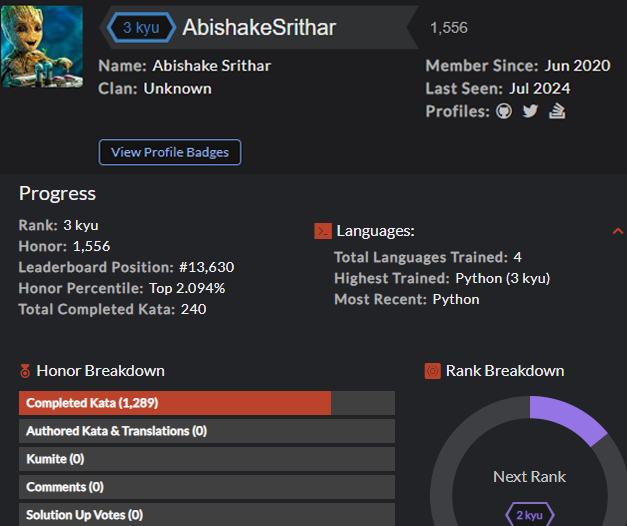 3 kyu AbishakeSrithar 1,556
Name: Abishake Srithar
Clan: Unknown
Member Since: Jun 2020
Last Seen: Jul 2024
Profiles:
View Profile Badges
Progress
Rank: 3 kyu
Honor: 1,556
Leaderboard Position: #13,630
Honor Percentile: Top 2.094%
Total Completed Kata: 240
Languages:
Total Languages Trained: 4
Highest Trained: Python (3 kyu)
Most Recent: Python
Honor Breakdown
Completed Kata (1,289)
Authored Kata & Translations (0)
Kumite (0)
Comments (0)
Solution Up Votes (0)
Rank Breakdown
Next Rank
2 kyu